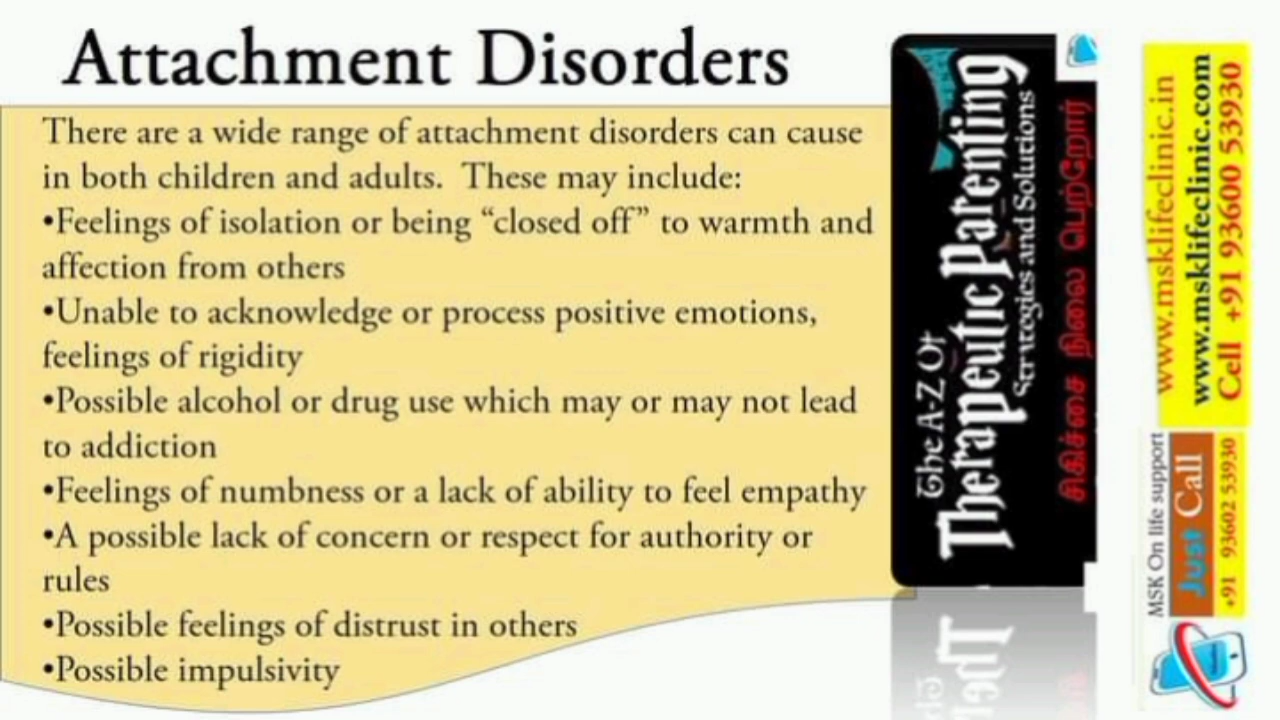 Attachment Disorders
There are a wide range of attachment disorders can cause
in both children and adults.  These may include:
•Feelings of isolation or being “closed off” to warmth and
affection from others
•Unable to acknowledge or process positive emotions,
feelings of rigidity
•Possible alcohol or drug use which may or may not lead
to addiction
•Feelings of numbness or a lack of ability to feel empathy
•A possible lack of concern or respect for authority or
rules
•Possible feelings of distrust in others
•Possible impulsivity
The A-Z Of
Therapeutic Parenting
Strategies and Solutions
சிகிச்சை நிலை பெற்றோர்
www.msklifeclinic.in
www.msklifeclinic.com
Cell +91 93600 53930
MSK On life support
Just Call
+91 93602 53930